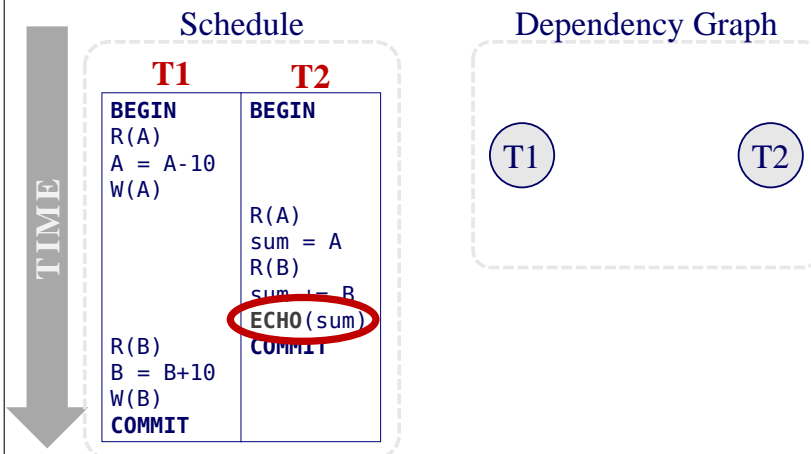 Schedule
Dependency Graph
TIME
T1 T2
BEGIN BEGIN
R(A)
A = A-10
W(A)
R(A)
sum = A
R(B)
sum += B
ECHO(sum)
R(B) COMMIT
B = B+10
W(B)
COMMIT
T1 T2